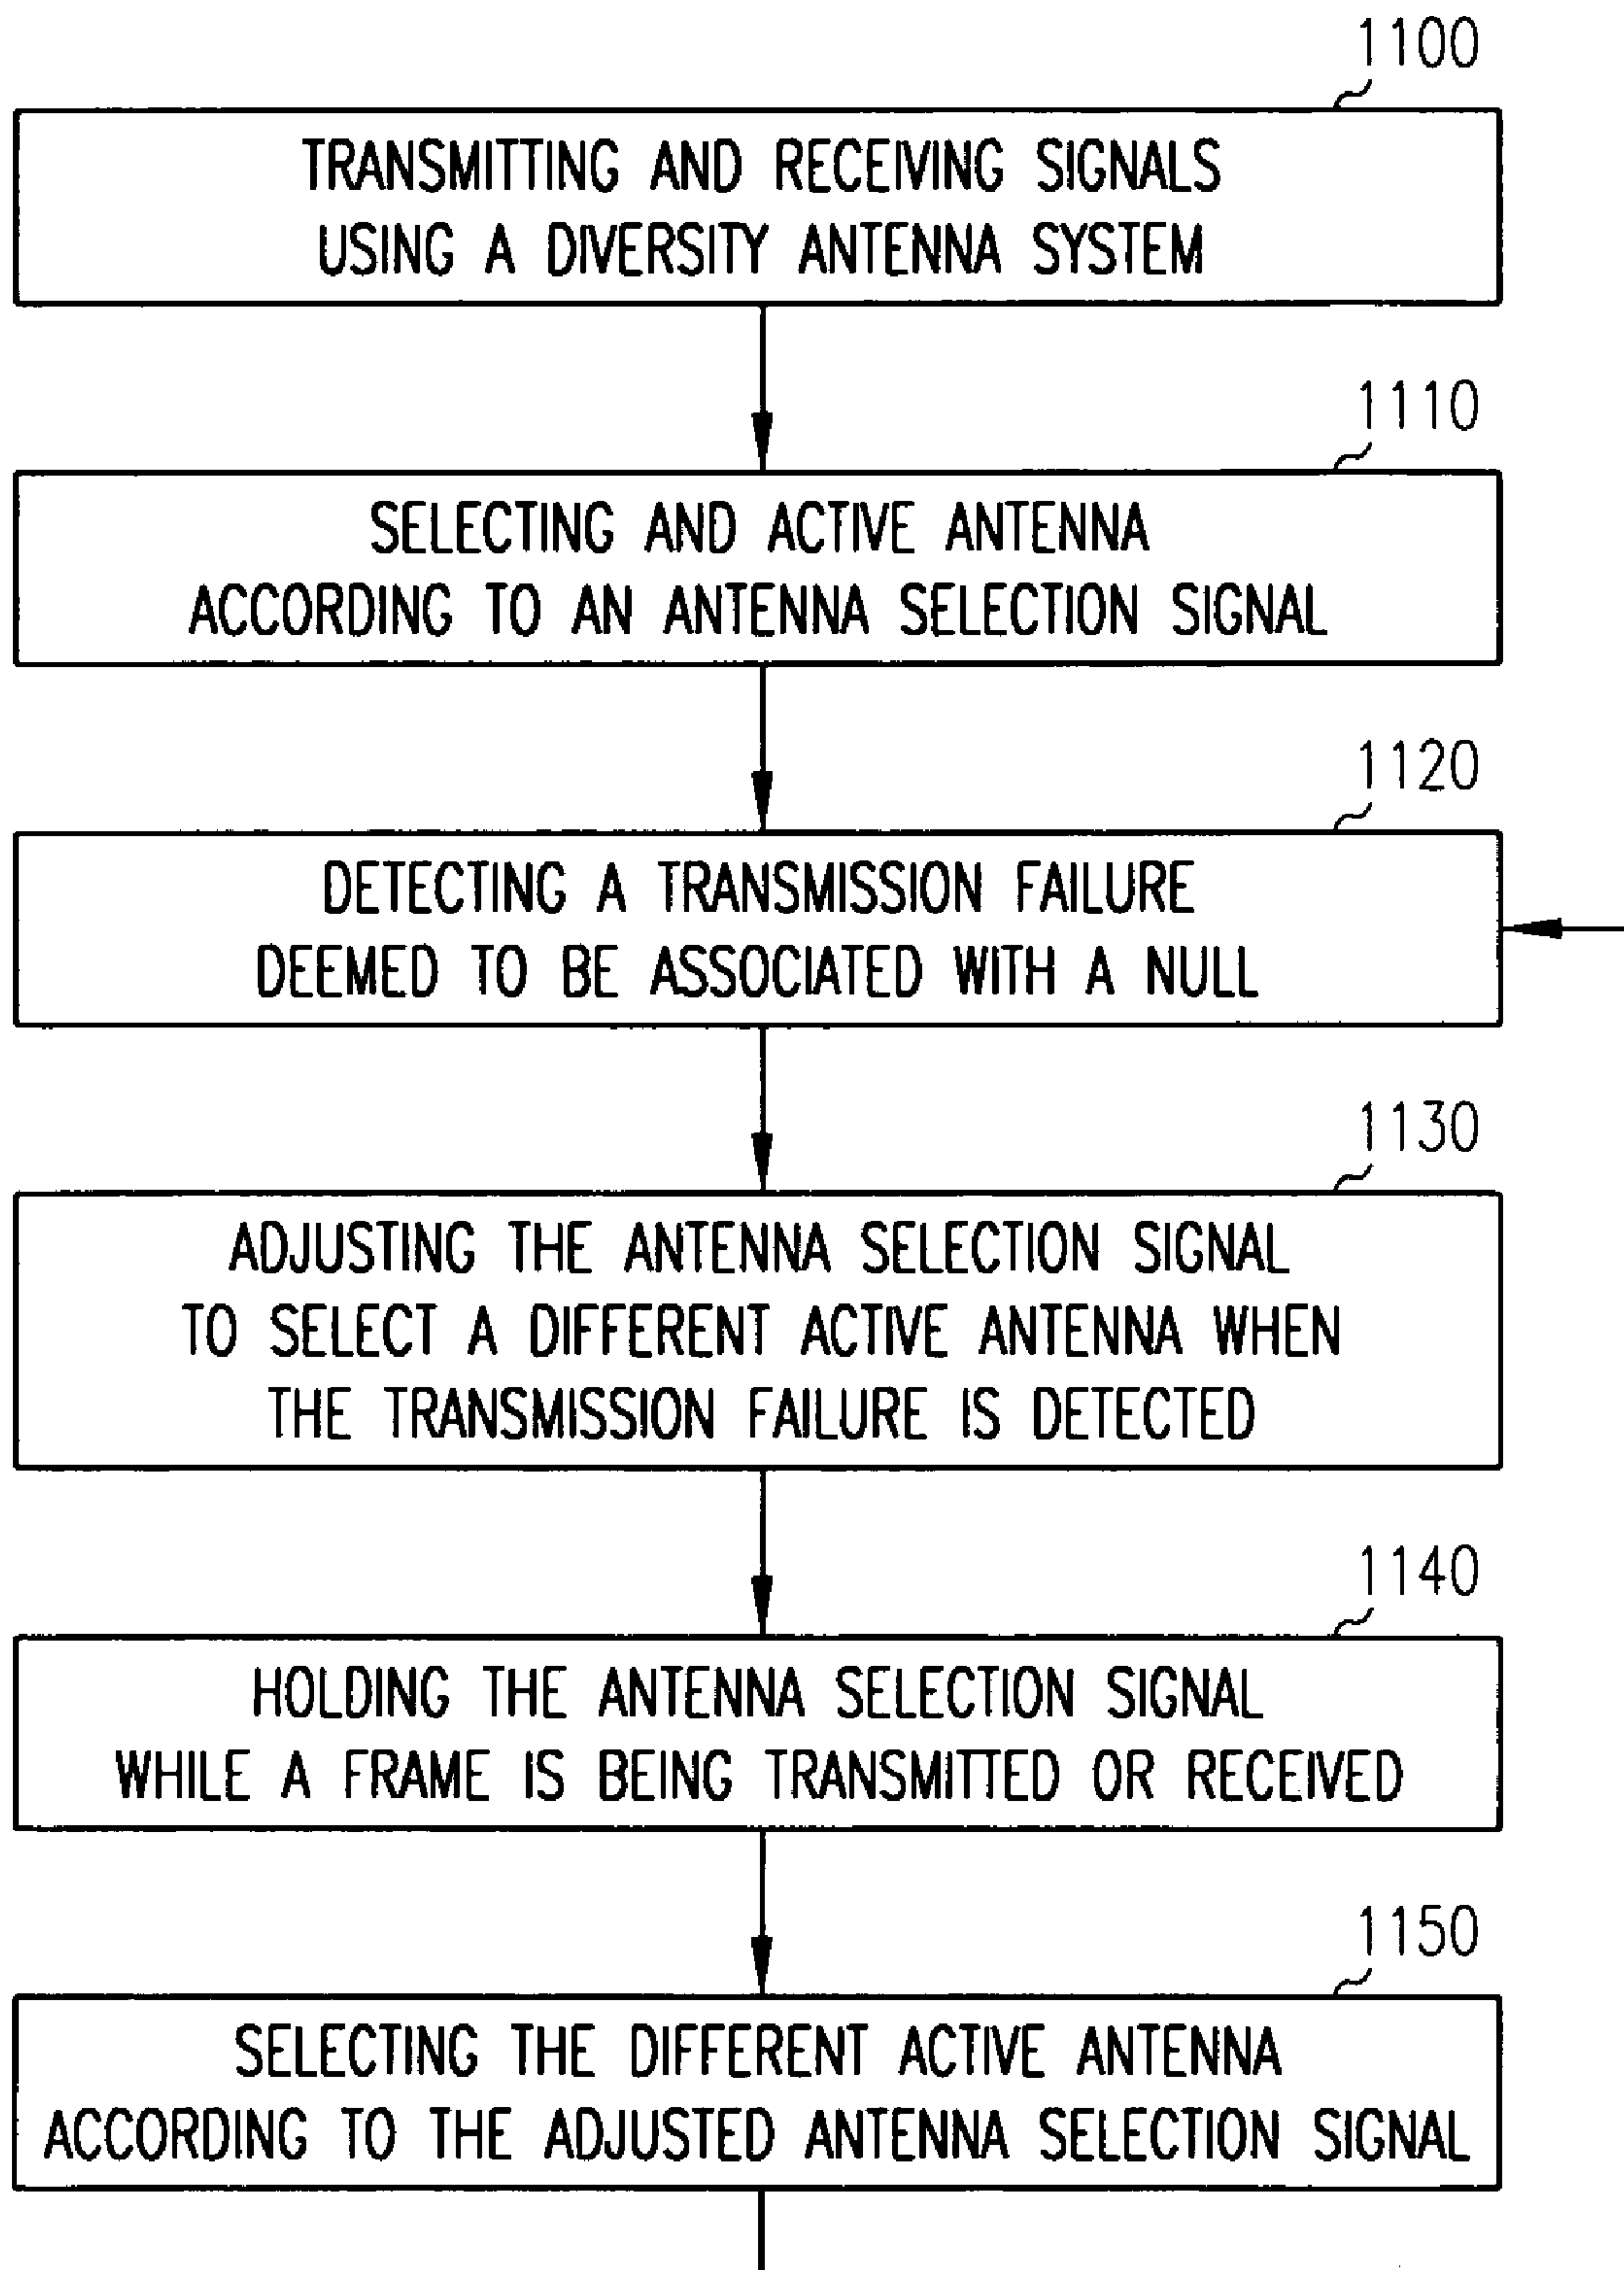 1100
TRANSMITTING AND RECEIVING SIGNALS
USING A DIVERSITY ANTENNA SYSTEM
1110
SELECTING AND ACTIVE ANTENNA
ACCORDING TO AN ANTENNA SELECTION SIGNAL
1120
DETECTING A TRANSMISSION FAILURE
DEEMED TO BE ASSOCIATED WITH A NULL
1130
ADJUSTING THE ANTENNA SELECTION SIGNAL
TO SELECT A DIFFERENT ACTIVE ANTENNA WHEN
THE TRANSMISSION FAILURE IS DETECTED
1140
HOLDING THE ANTENNA SELECTION SIGNAL
WHILE A FRAME IS BEING TRANSMITTED OR RECEIVED
1150
SELECTING THE DIFFERENT ACTIVE ANTENNA
ACCORDING TO THE ADJUSTED ANTENNA SELECTION SIGNAL